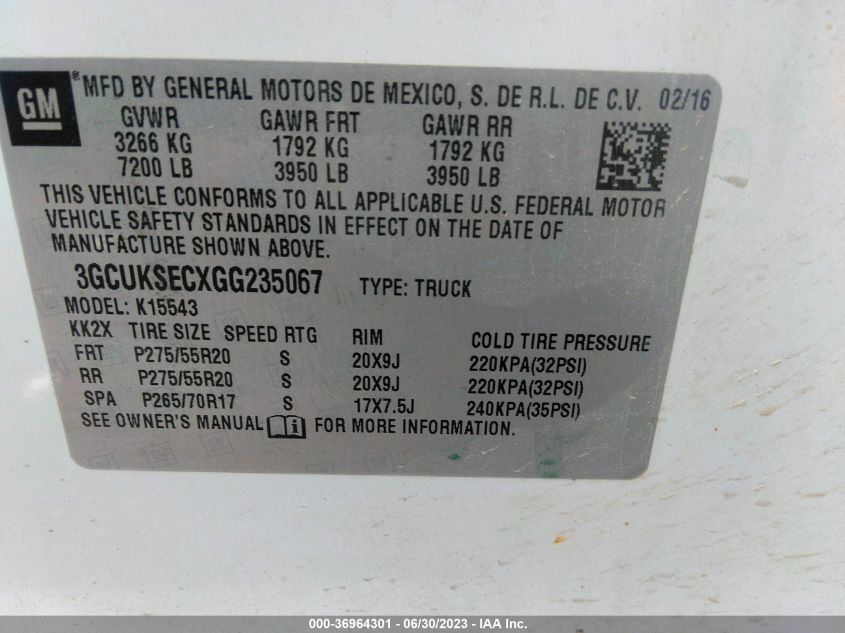 GM ® MFD BY GENERAL MOTORS DE MEXICO, S. DE R.L. DE C.V. 02/16
GVWR GAWR FRT GAWR RR
3266 KG 1792 KG 1792 KG
7200 LB 3950 LB 3950 LB
THIS VEHICLE CONFORMS TO ALL APPLICABLE U.S. FEDERAL MOTOR
VEHICLE SAFETY STANDARDS IN EFFECT ON THE DATE OF
MANUFACTURE SHOWN ABOVE.
3GCUKSECXGG235067 TYPE: TRUCK
MODEL: K15543
KK2X TIRE SIZE SPEED RTG RIM COLD TIRE PRESSURE
FRT P275/55R20 S 20X9J 220KPA(32PSI)
RR P275/55R20 S 20X9J 220KPA(32PSI)
SPA P265/70R17 S 17X7.5J 240KPA(35PSI)
SEE OWNER'S MANUAL FOR MORE INFORMATION.
000-36964301 - 06/30/2023 - IAA Inc.